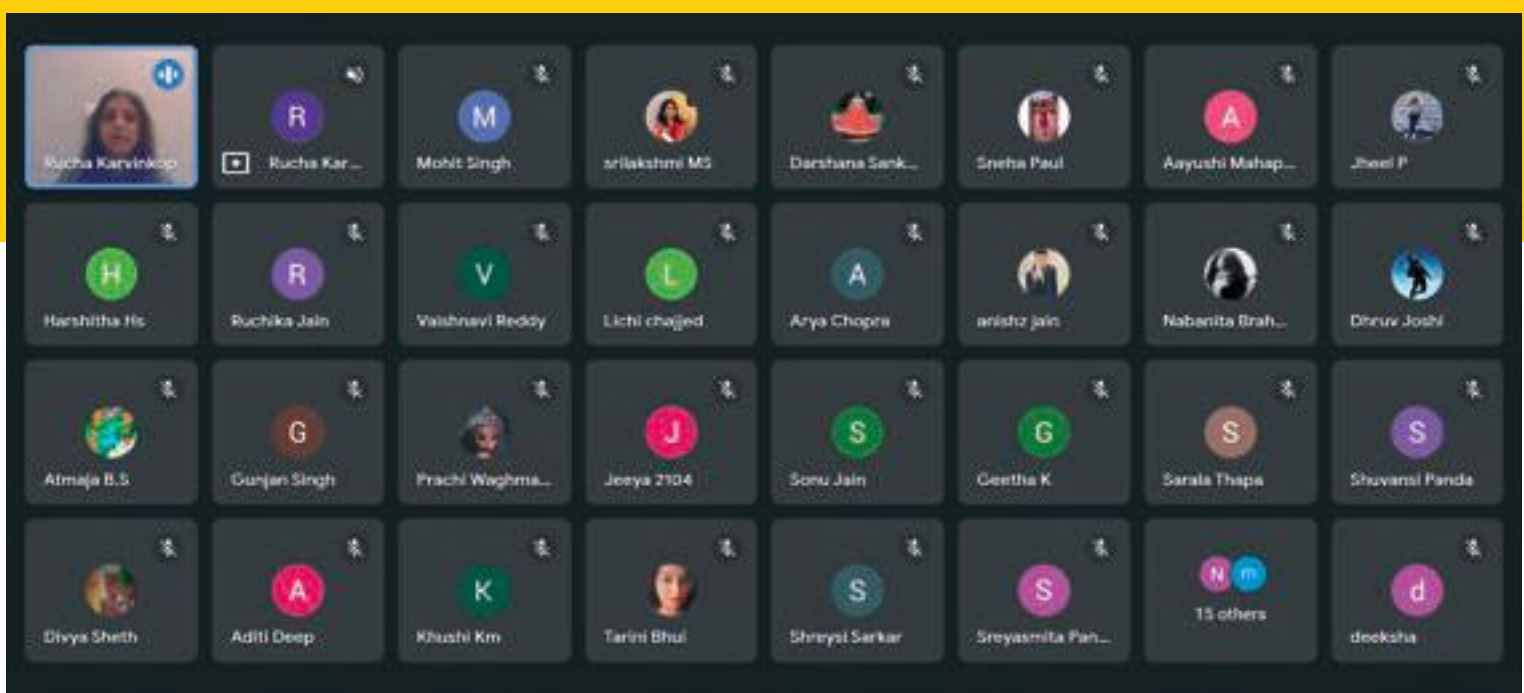 Rucha Karvinkop
R
Rucha Kar...
M
Mohit Singh
srilakshmi MS
Darshana Sank...
Sneha Paul
A
Aayushi Mahap...
Jheel P
H
Harshitha Hs
R
Ruchika Jain
V
Vaishnavi Reddy
L
Lichi chajjed
A
Arya Chopra
anishz jain
Nabanita Brah...
Dhruv Joshi
Atmaja B.S
G
Gunjan Singh
Prachi Waghma...
J
Jeeya 2104
S
Sonu Jain
G
Geetha K
S
Sarala Thapa
S
Shuvansi Panda
Divya Sheth
A
Aditi Deep
K
Khushi Km
Tarini Bhui
S
Shreysi Sarkar
S
Sreyasmita Pan...
N m
15 others
d
deeksha